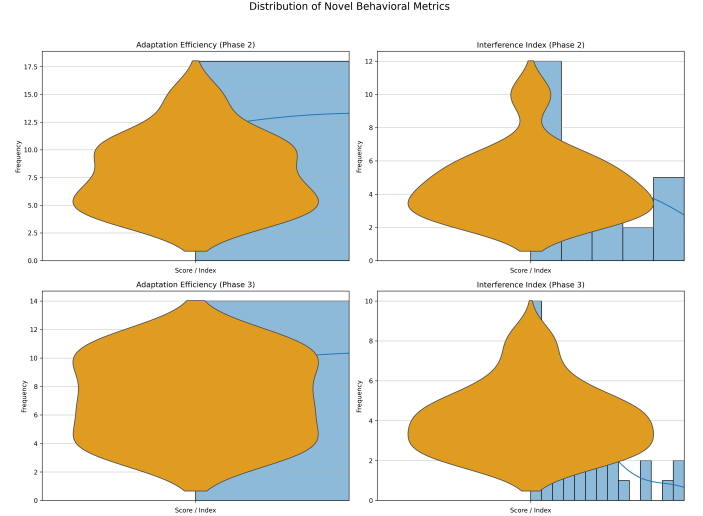 Distribution of Novel Behavioral Metrics
Adaptation Efficiency (Phase 2)
Frequency
17.5
15.0
12.5
10.0
7.5
5.0
2.5
0.0
Score / Index
Interference Index (Phase 2)
Frequency
12
10
8
6
4
2
0
Score / Index
Adaptation Efficiency (Phase 3)
Frequency
14
12
10
8
6
4
2
0
Score / Index
Interference Index (Phase 3)
Frequency
10
8
6
4
2
0
Score / Index